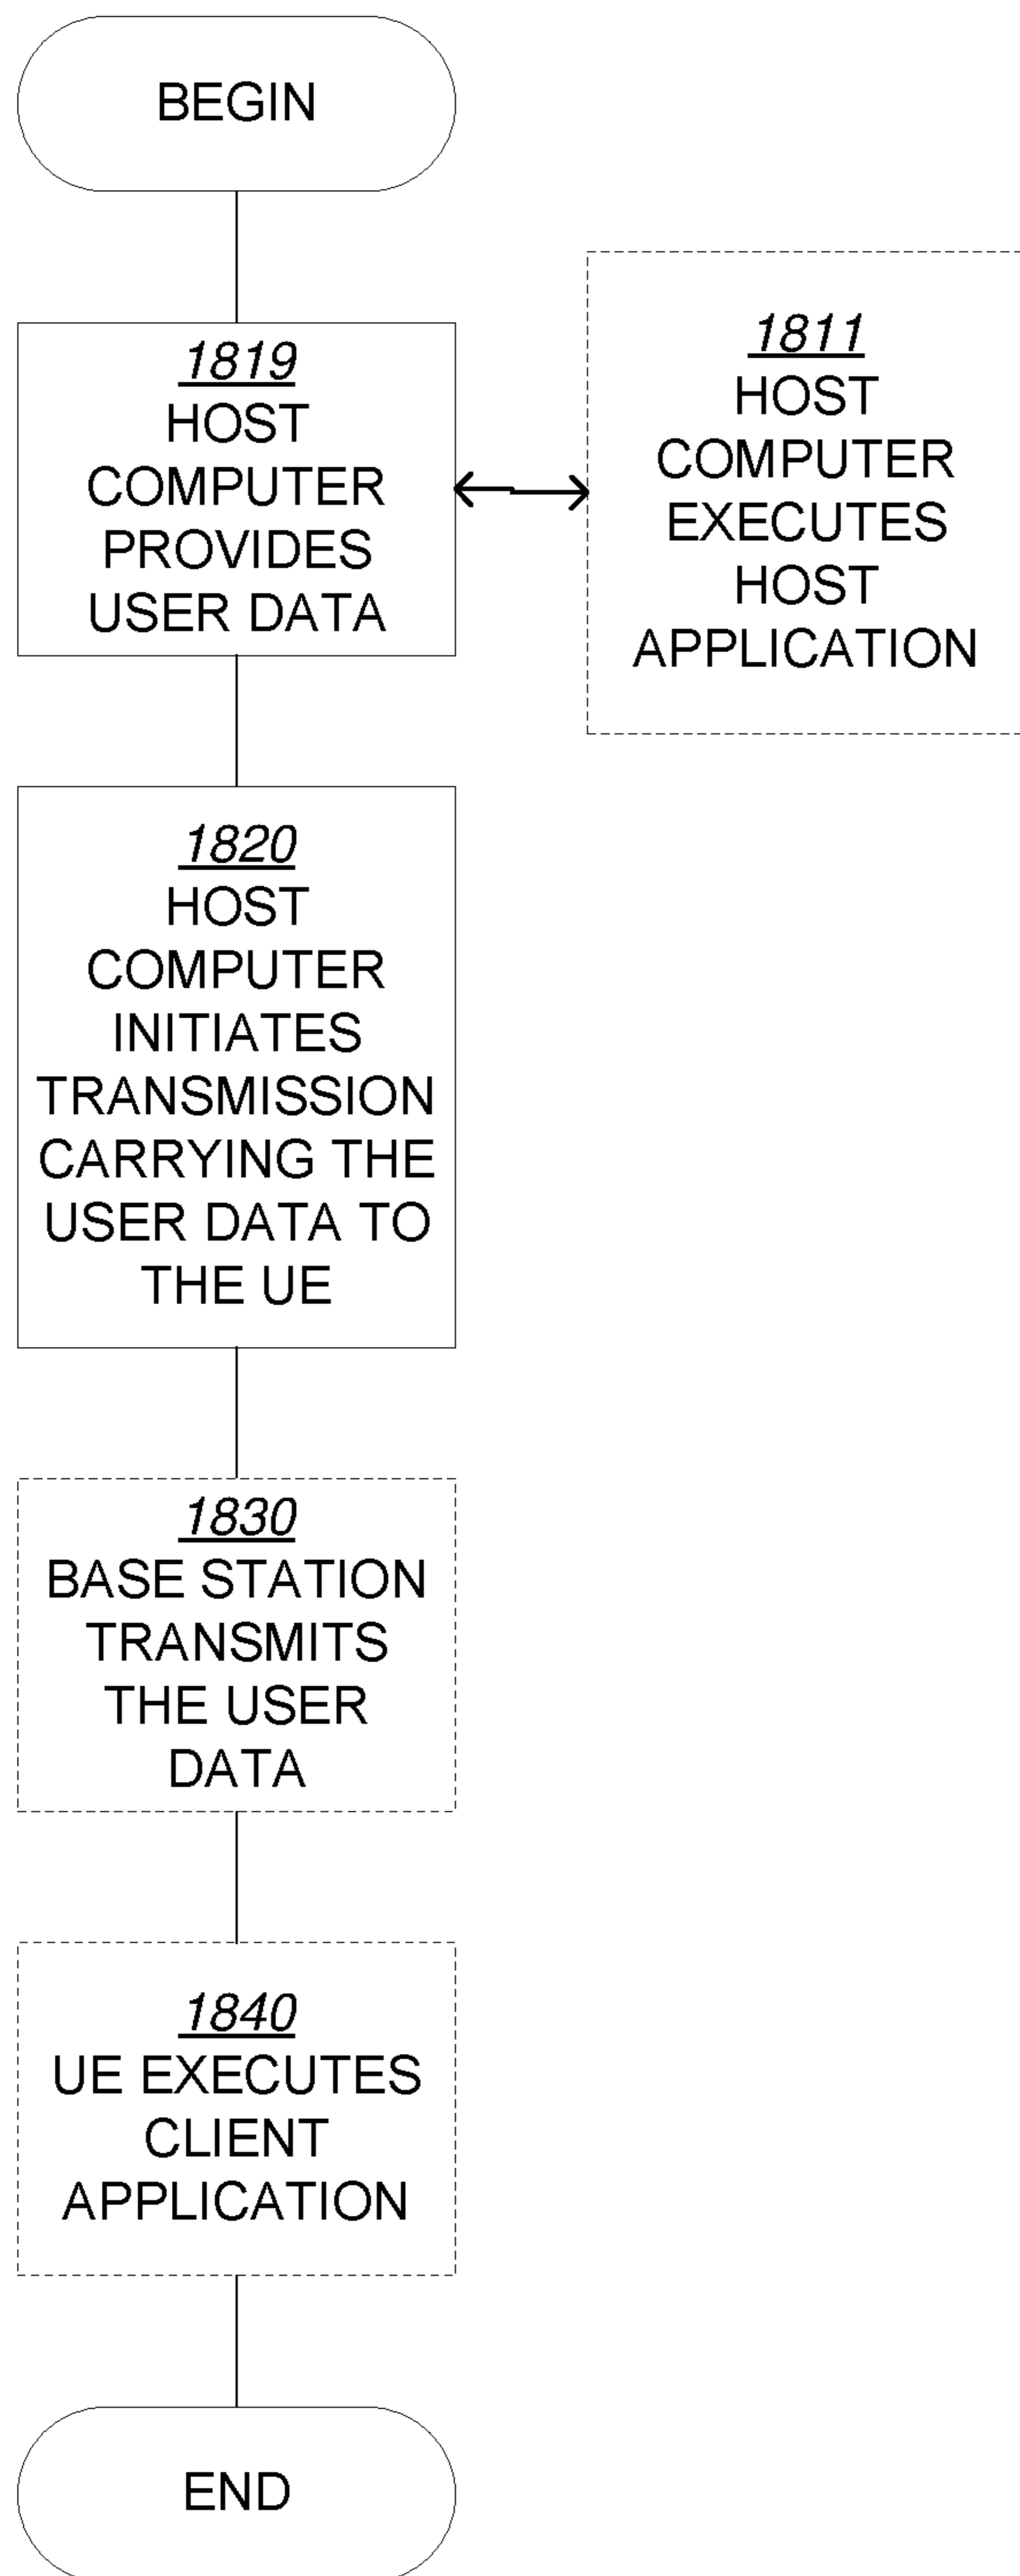 BEGIN
1819
HOST
COMPUTER
PROVIDES
USER DATA
1811
HOST
COMPUTER
EXECUTES
HOST
APPLICATION
1820
HOST
COMPUTER
INITIATES
TRANSMISSION
CARRYING THE
USER DATA TO
THE UE
1830
BASE STATION
TRANSMITS
THE USER
DATA
1840
UE EXECUTES
CLIENT
APPLICATION
END